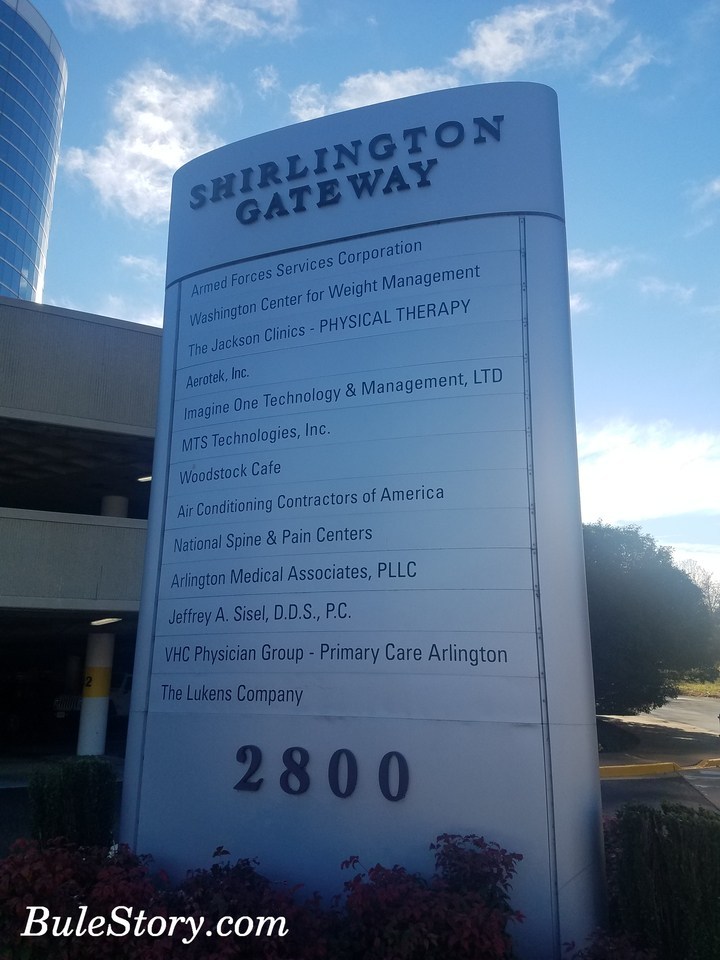 SHIRLINGTON
GATEWAY
Armed Forces Services Corporation
Washington Center for Weight Management
The Jackson Clinics - PHYSICAL THERAPY
Aerotek, Inc.
Imagine One Technology & Management, LTD
MTS Technologies, Inc.
Woodstock Cafe
Air Conditioning Contractors of America
National Spine & Pain Centers
Arlington Medical Associates, PLLC
Jeffrey A. Sisel, D.D.S., P.C.
VHC Physician Group - Primary Care Arlington
The Lukens Company
2800
2
BuleStory.com